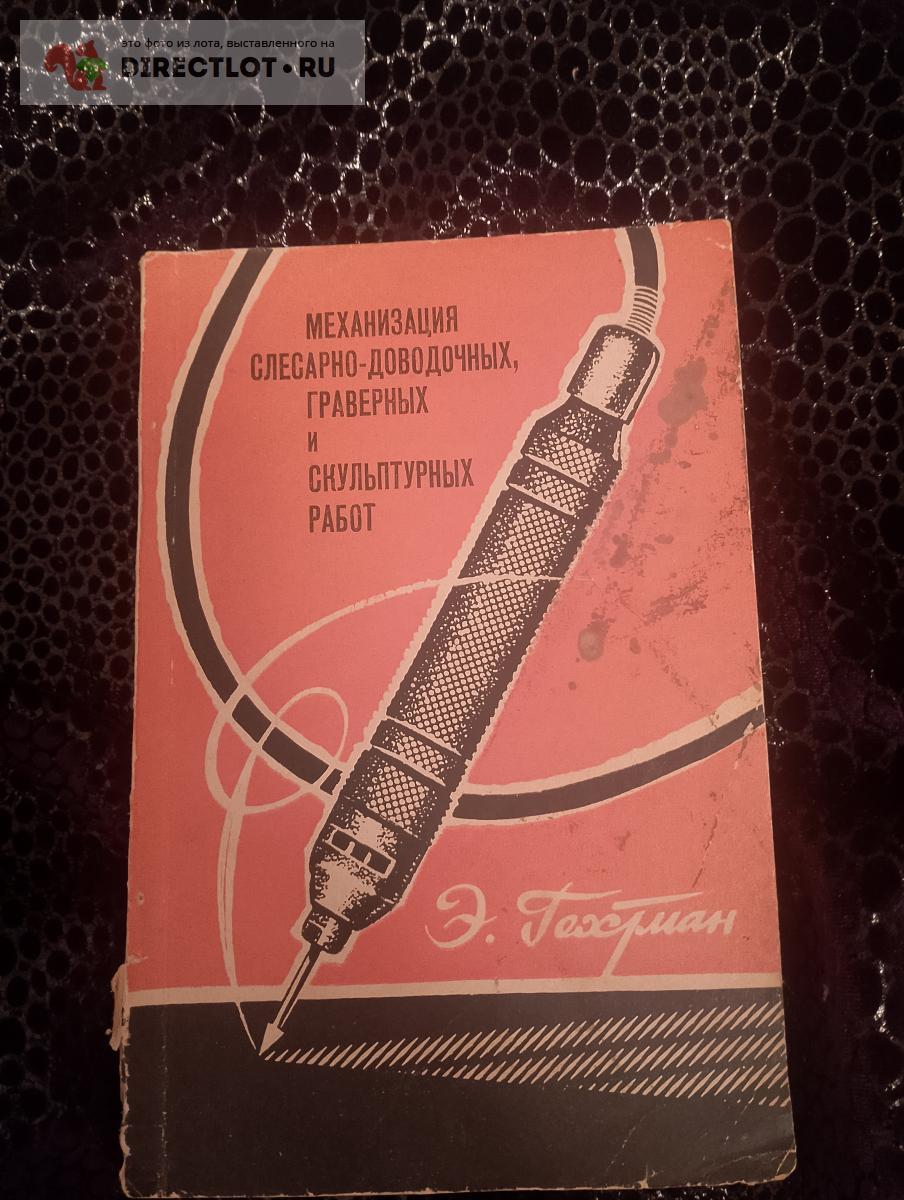 это фото из лота, выставленного на
DIRECTLOT•RU
МЕХАНИЗАЦИЯ
СЛЕСАРНО-ДОВОДОЧНЫХ,
ГРАВЕРНЫХ
И
СКУЛЬПТУРНЫХ
РАБОТ
Э. Гехтман